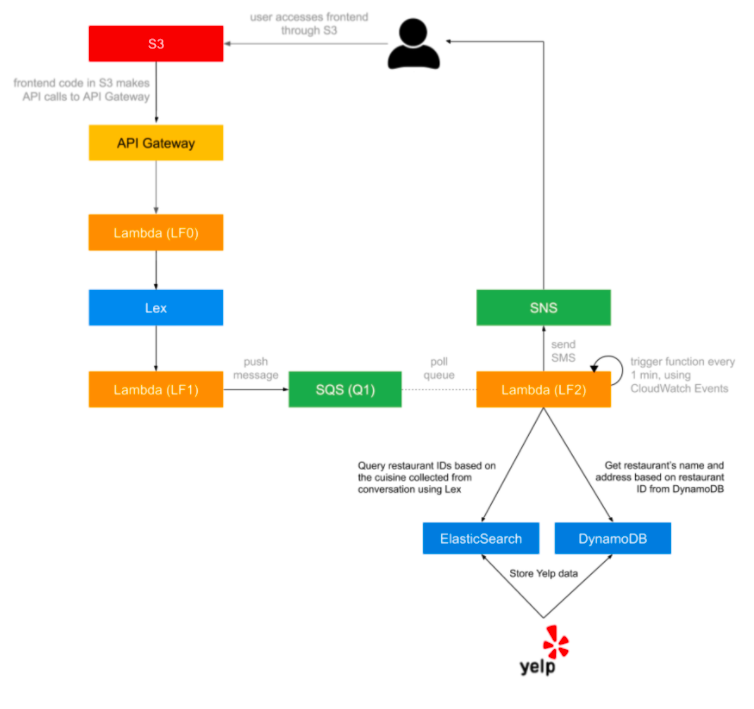 user accesses frontend
through S3
S3
frontend code in S3 makes
API calls to API Gateway
API Gateway
Lambda (LF0)
Lex
SNS
send
SMS
push
message
poll
queue
trigger function every
1 min, using
CloudWatch Events
Lambda (LF1)
SQS (Q1)
Lambda (LF2)
Query restaurant IDs based on
the cuisine collected from
conversation using Lex
Get restaurant's name and
address based on restaurant
ID from DynamoDB
ElasticSearch
DynamoDB
Store Yelp data
yelp